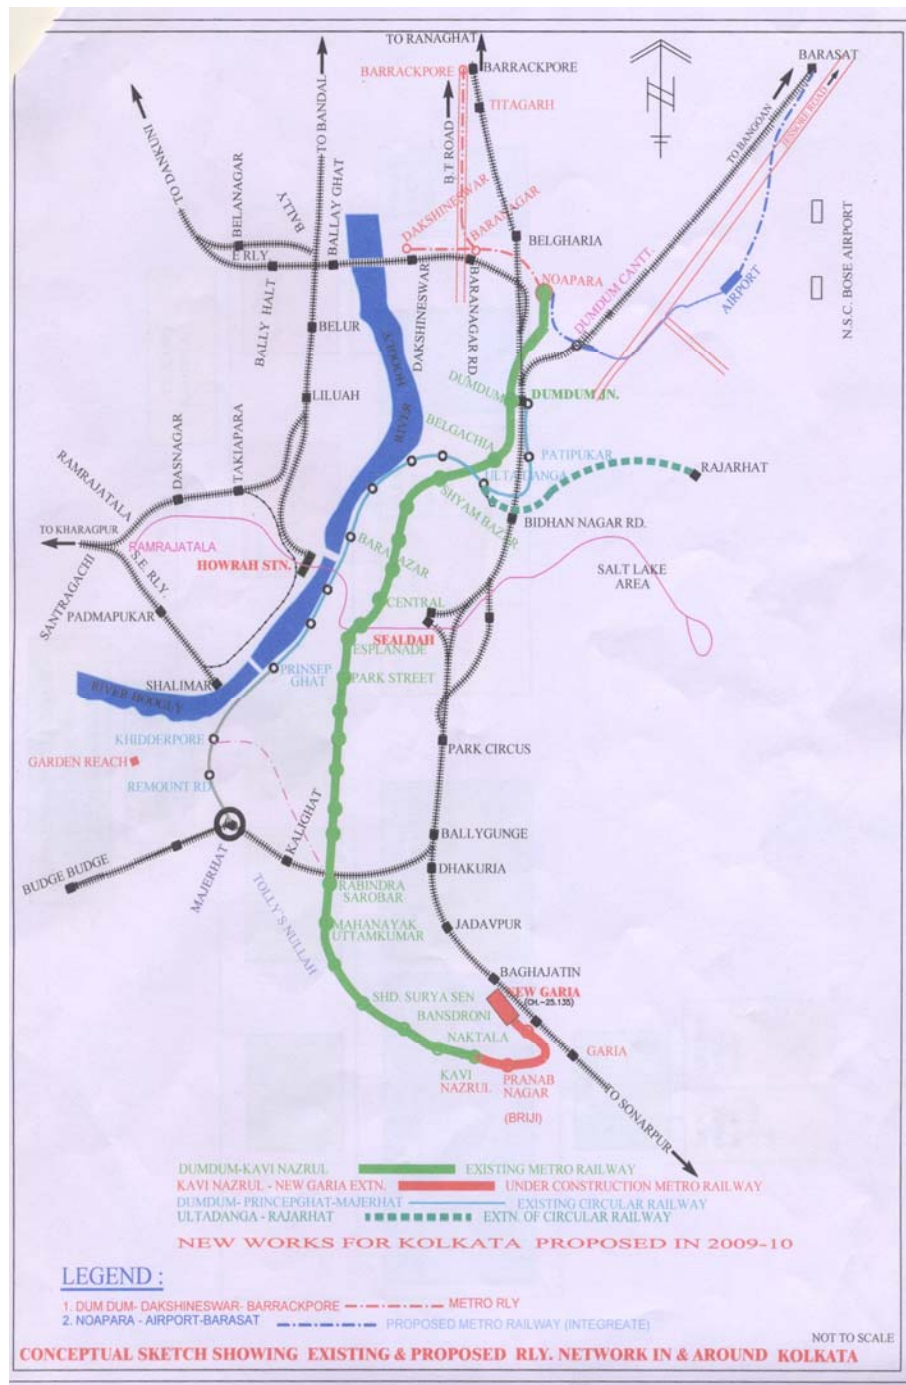 TO RANAGHAT
BARASAT
BARRACKPORE
BARRACKPORE
TITAGARH
TO DANKUNI
TO BANDAL
B.T ROAD
TO BANGOAN
JESSORE ROAD
BELANAGAR
BALLY
BALLAY GHAT
E RLY
BALLY HALT
DAKSHINESWAR
BARANAGAR
BELGHARIA
NOAPARA
DUMDUM CANTT.
AIRPORT
N.S.C. BOSE AIRPORT
DAKSHINESWAR
BARANAGAR RD
BELUR
HOOGLY
RIVER
LILUAH
DUMDUM
DUMDUM JN.
BELGACHIA
PATIPUKAR
ULTADANGA
RAJARHAT
RAMRAJATALA
DASNAGAR
TAKIAPARA
SHYAM BAZAR
BIDHAN NAGAR RD.
TO KHARAGPUR
RAMRAJATALA
HOWRAH STN.
BARA BAZAR
SALT LAKE
AREA
SANTRAGACHI
S.E. RLY.
PADMAPUKAR
CENTRAL
SEALDAH
ESPLANADE
SHALIMAR
PRINSEP
GHAT
PARK STREET
RIVER HOOGLY
KHIDDERPORE
PARK CIRCUS
GARDEN REACH
REMOUNT RD.
KALIGHAT
BALLYGUNGE
BUDGE BUDGE
MAJERHAT
DHAKURIA
RABINDRA
SAROBAR
TOLLY'S NULLAH
MAHANAYAK
UTTAMKUMAR
JADAVPUR
BAGHAJATIN
NEW GARIA
(CH.-25.135)
SHD. SURYA SEN
BANSDRONI
NAKTALA
GARIA
KAVI
NAZRUL
PRANAB
NAGAR
(BRIJI)
TO SONARPUR
DUMDUM-KAVI NAZRUL EXISTING METRO RAILWAY
KAVI NAZRUL - NEW GARIA EXTN. UNDER CONSTRUCTION METRO RAILWAY
DUMDUM- PRINCEPGHAT-MAJERHAT EXISTING CIRCULAR RAILWAY
ULTADANGA - RAJARHAT EXTN. OF CIRCULAR RAILWAY
NEW WORKS FOR KOLKATA PROPOSED IN 2009-10
LEGEND :
1. DUM DUM- DAKSHINESWAR- BARRACKPORE METRO RLY
2. NOAPARA - AIRPORT-BARASAT PROPOSED METRO RAILWAY (INTEGREATE)
NOT TO SCALE
CONCEPTUAL SKETCH SHOWING EXISTING & PROPOSED RLY. NETWORK IN & AROUND KOLKATA